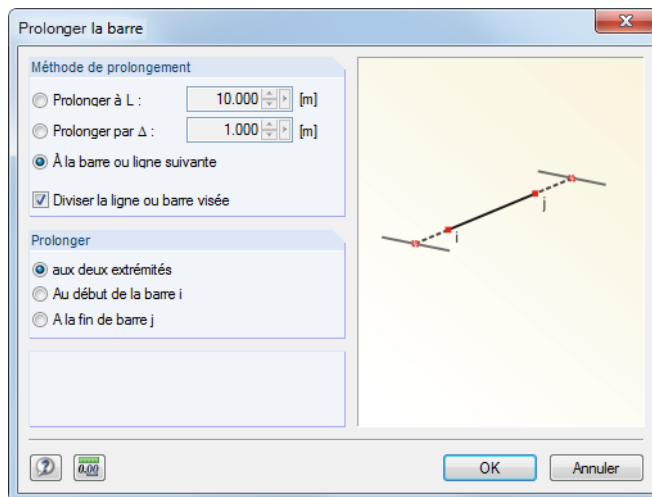 Prolonger la barre
Méthode de prolongement
Prolonger à L : 10.000 [m]
Prolonger par Δ : 1.000 [m]
À la barre ou ligne suivante
Diviser la ligne ou barre visée
Prolonger
aux deux extrémités
Au début de la barre i
A la fin de barre j
j
i
0.00
OK Annuler